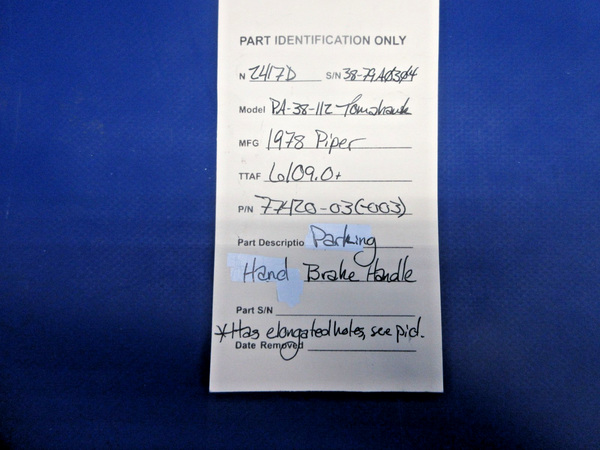 PART IDENTIFICATION ONLY
N 2417D S/N 38-79A0304
Model PA-38-112 Tomahawk
MFG 1978 Piper
TTAF 6109.0+
P/N 77420-03(-003)
Part Descriptio Parking
Hand Brake Handle
Part S/N
*Has elongated holes, see pic.
Date Removed